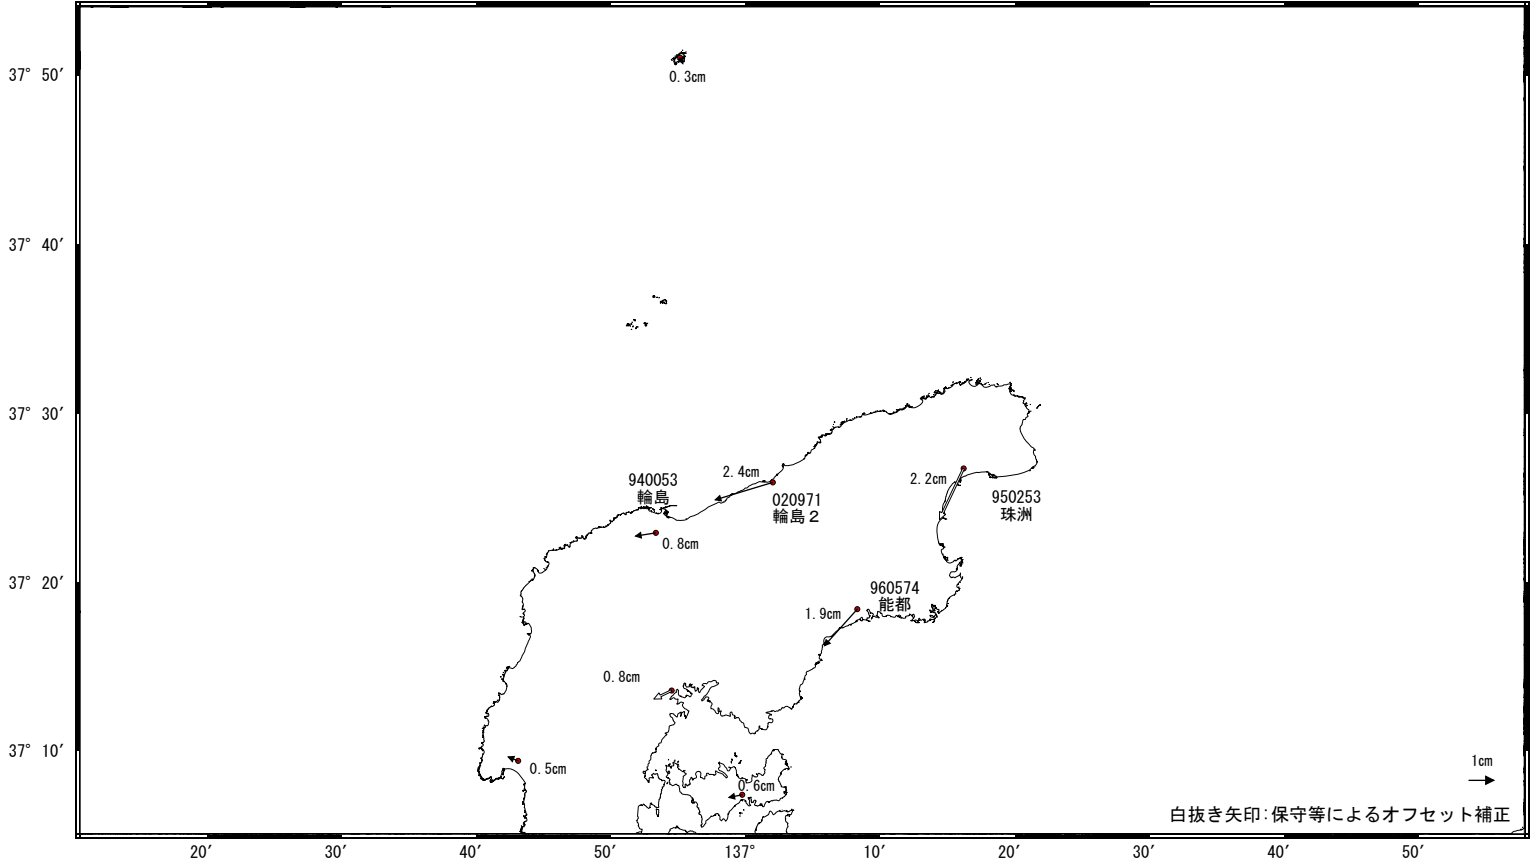 37° 50′
0.3cm
37° 40′
37° 30′
940053
輪島
2.4cm
020971
輪島２
2.2cm
950253
珠洲
0.8cm
37° 20′
960574
能都
1.9cm
0.8cm
37° 10′
0.5cm
0.6cm
1cm
白抜き矢印:保守等によるオフセット補正
20′ 30′ 40′ 50′ 137° 10′ 20′ 30′ 40′ 50′